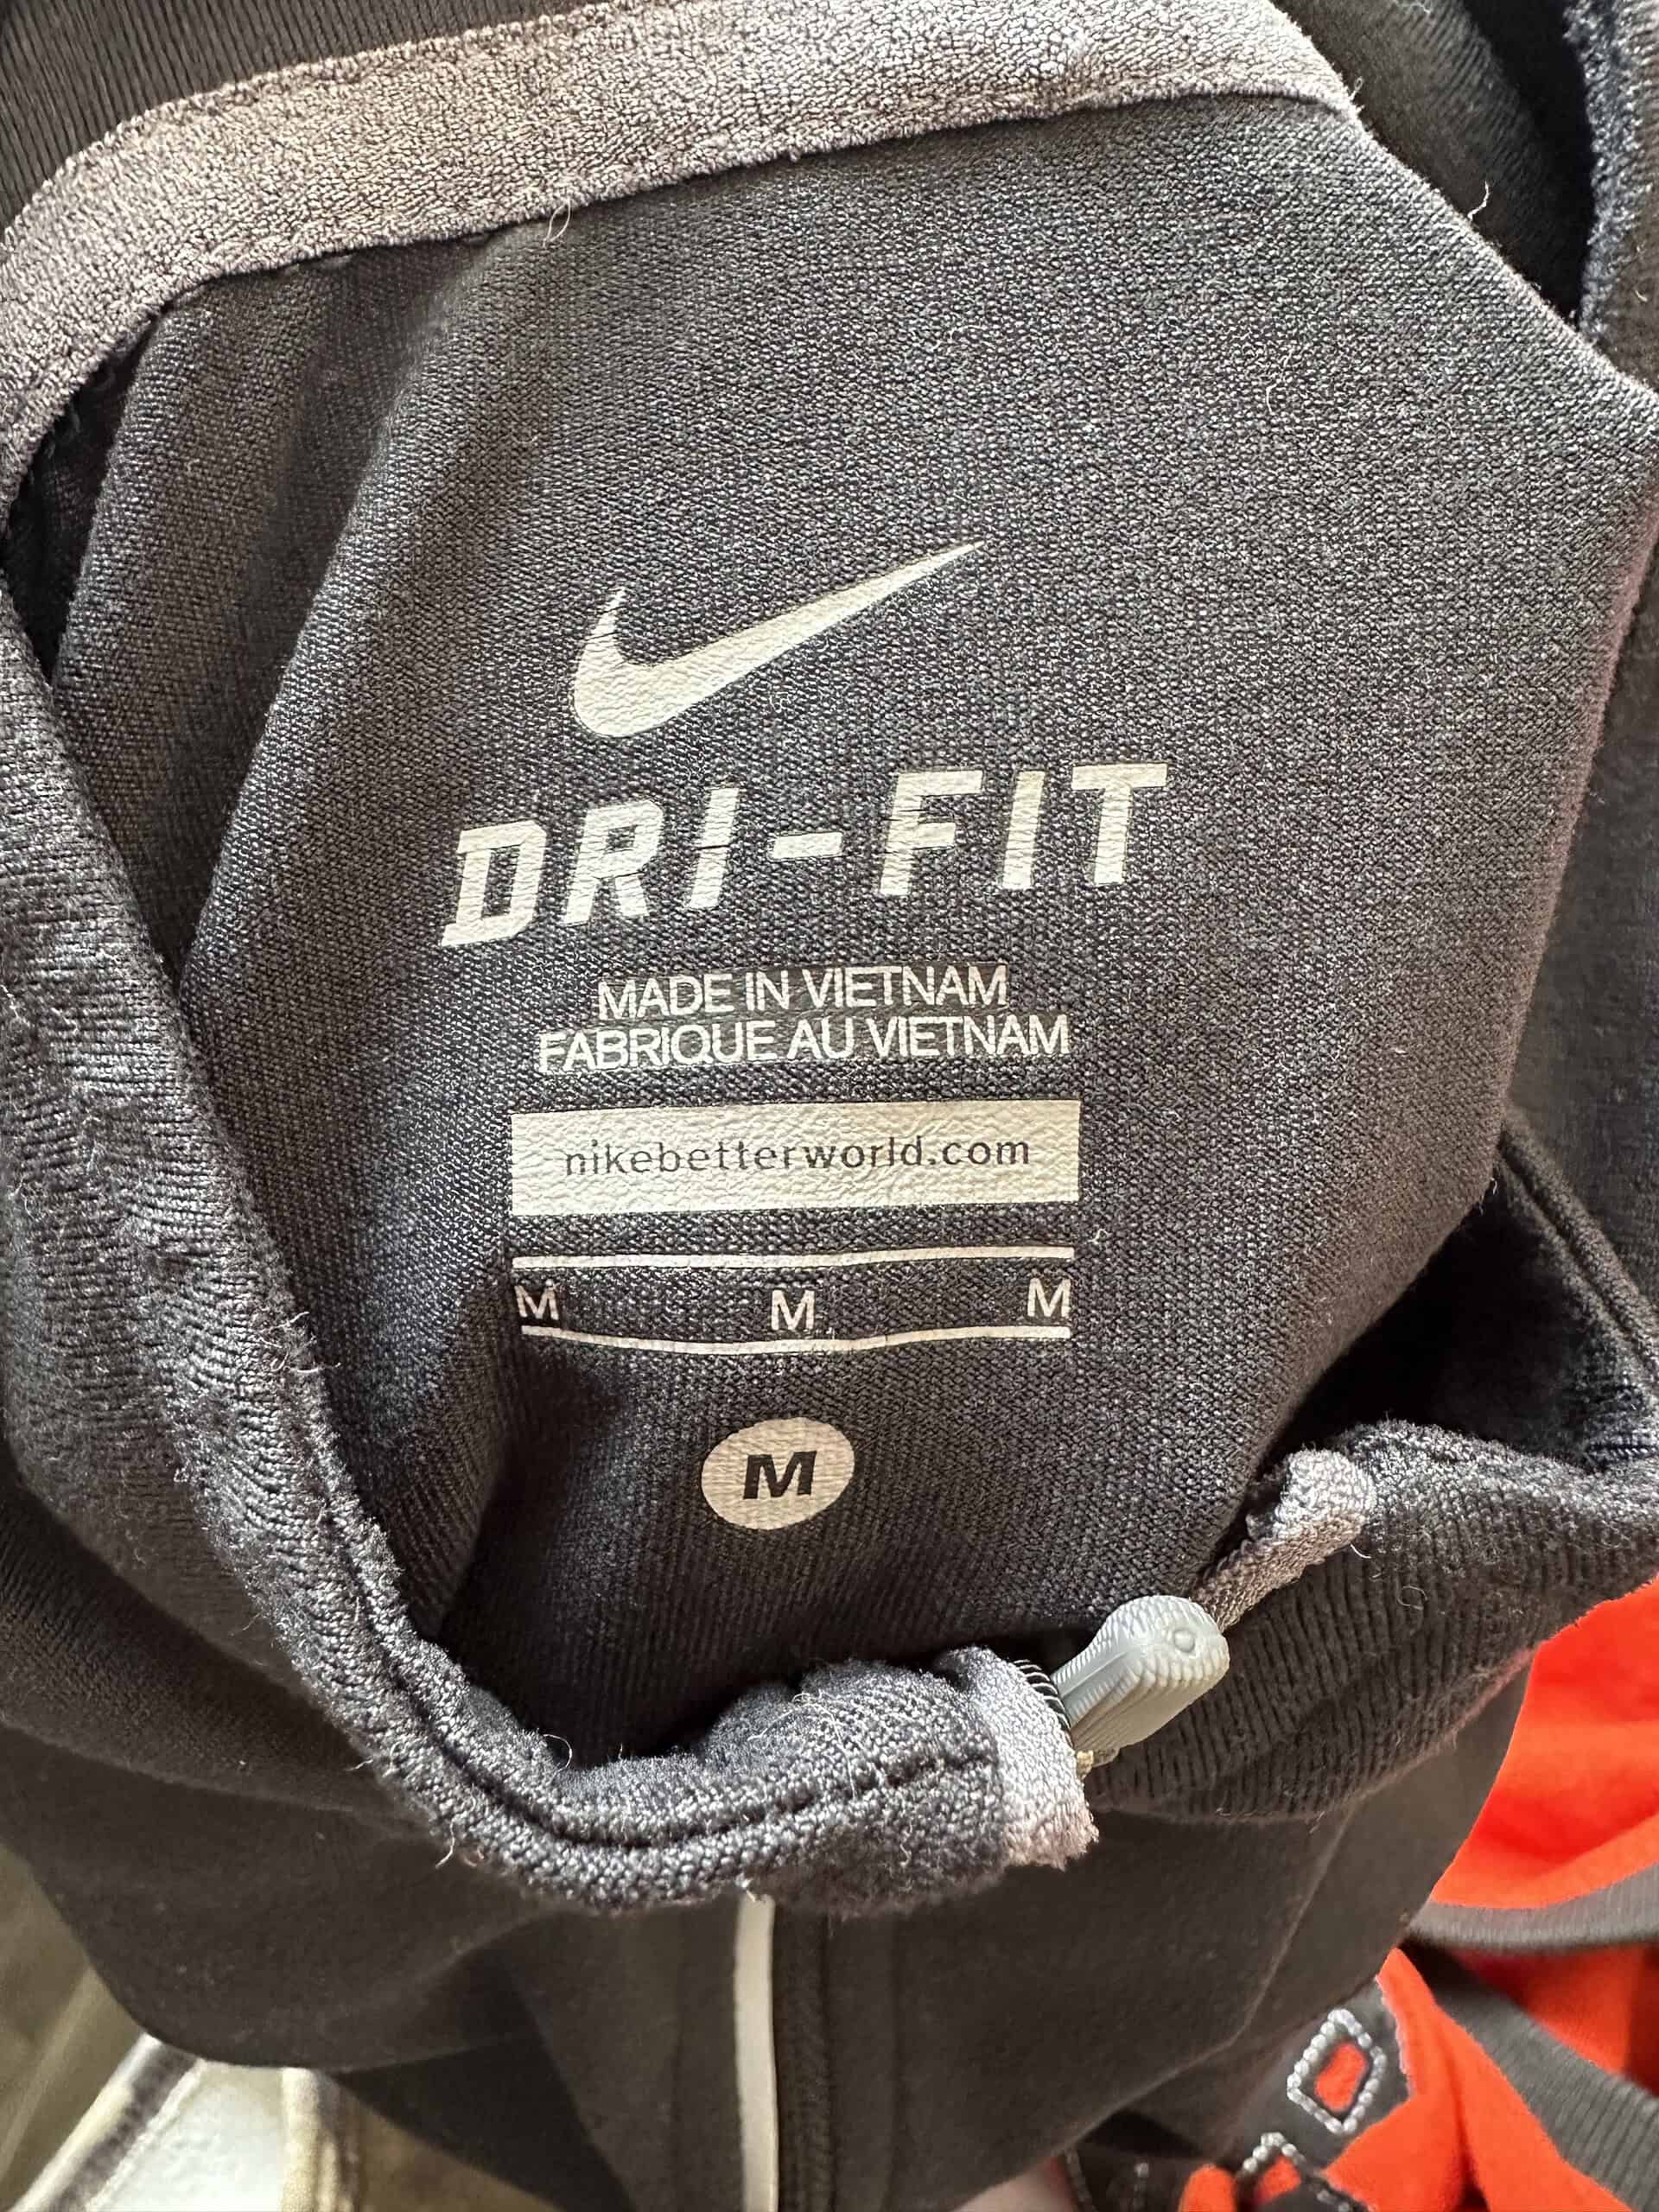 DRI-FIT
MADE IN VIETNAM
FABRIQUE AU VIETNAM
nikebetterworld.com
M M M
M